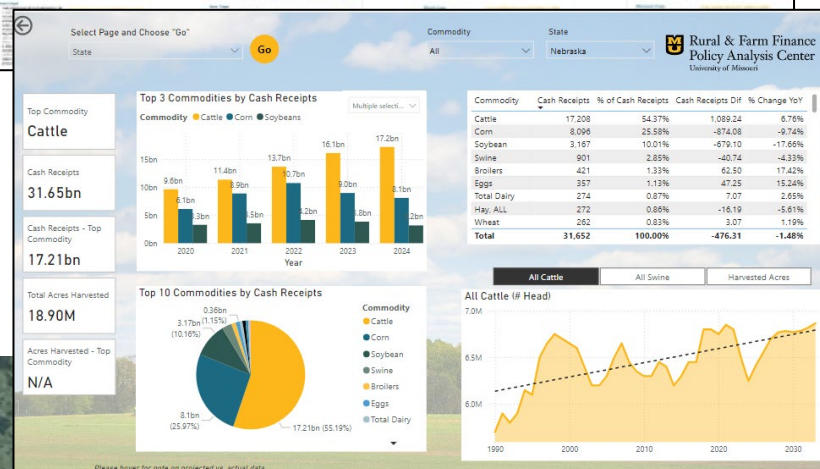 Select Page and Choose "Go"
State
Go
Commodity
All
State
Nebraska
Rural & Farm Finance
Policy Analysis Center
University of Missouri
Top Commodity
Cattle
Cash Receipts
31.65bn
Cash Receipts - Top
Commodity
17.21bn
Total Acres Harvested
18.90M
Acres Harvested - Top
Commodity
N/A
Top 3 Commodities by Cash Receipts
Multiple selecti...
Commodity Cattle Corn Soybeans
15bn
10bn
5bn
0bn
9.6bn 6.1bn .3bn
11.4bn 8.9bn .5bn
13.7bn 10.7bn .2bn
16.1bn 9.0bn .8bn
17.2bn 8.1bn .2bn
2020 2021 2022 2023 2024
Year
Commodity Cash Receipts % of Cash Receipts Cash Receipts Dif % Change YoY
Cattle 17,208 54.37% 1,089.24 6.76%
Corn 8,096 25.58% -874.08 -9.74%
Soybean 3,167 10.01% -679.10 -17.66%
Swine 901 2.85% -40.74 -4.33%
Broilers 421 1.33% 62.50 17.42%
Eggs 357 1.13% 47.25 15.24%
Total Dairy 274 0.87% 7.07 2.65%
Hay, ALL 272 0.86% -16.19 -5.61%
Wheat 262 0.83% 3.07 1.19%
Total 31,652 100.00% -476.31 -1.48%
Top 10 Commodities by Cash Receipts
0.36bn
(1.15%)
3.17bn
(10.16%)
8.1bn
(25.97%)
17.21bn (55.19%)
Commodity
Cattle
Corn
Soybean
Swine
Broilers
Eggs
Total Dairy
All Cattle All Swine Harvested Acres
All Cattle (# Head)
7.0M
6.5M
6.0M
1990 2000 2010 2020 2030
Please hover for note on projected vs. actual data